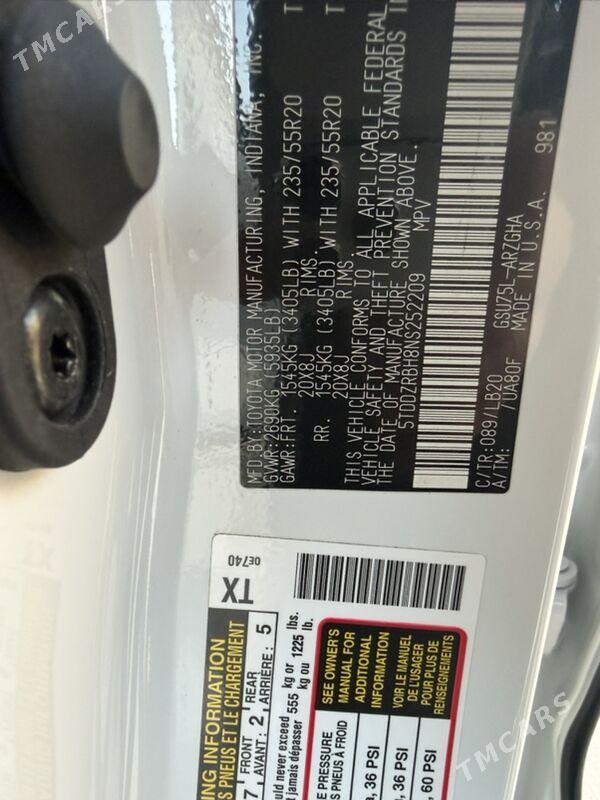 TMCARS
MFD.BY:TOYOTA MOTOR MANUFACTURING, INDIANA, INC. T
GVWR:2690KG(5935LB)
GAWR:FRT. 1545KG (3405LB) WITH 235/55R20 T
20X8J RIMS,
RR. 1545KG (3405LB) WITH 235/55R20 T
20X8J RIMS,
THIS VEHICLE CONFORMS TO ALL APPLICABLE FEDERAL
VEHICLE SAFETY AND THEFT PREVENTION STANDARDS I
THE DATE OF MANUFACTURE SHOWN ABOVE.
5TDDZRBH8NS252209 MPV
C/TR:089/LB20 GSU75L-ARZGHA
A/TM: /UA80F MADE IN U.S.A. 981
0E740
TX
ING INFORMATION
S PNEUS ET LE CHARGEMENT
7 FRONT AVANT: 2 REAR ARRIÈRE: 5
uld never exceed 555 kg or 1225 lbs.
t jamais dépasser kg ou lb.
E PRESSURE
S PNEUS À FROID
a, 36 PSI
a, 36 PSI
, 60 PSI
SEE OWNER'S
MANUAL FOR
ADDITIONAL
INFORMATION
VOIR LE MANUEL
DE L'USAGER
POUR PLUS DE
RENSEIGNEMENTS
TMCARS